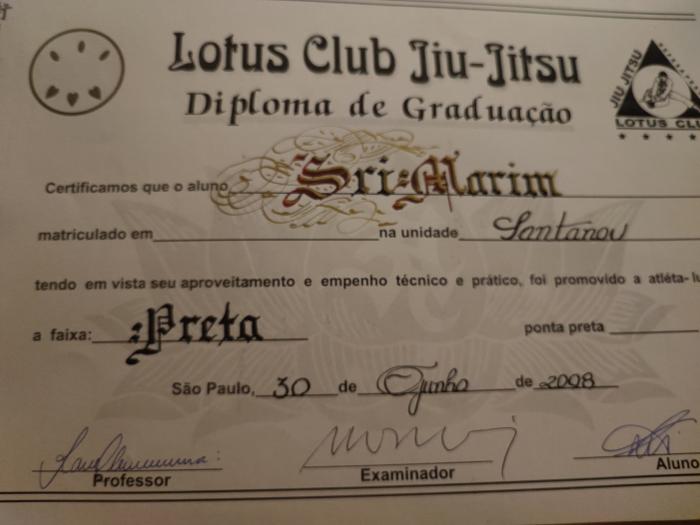 Lotus Club Jiu-Jitsu
Diploma de Graduação
JIU JITSU
LOTUS CLU
Certificamos que o aluno Sri Marim
matriculado em na unidade
tendo em vista seu aproveitamento e empenho técnico e prático, foi promovido a atléta-
a faixa: Preta ponta preta
São Paulo, 30 de Junho de 2008
Professor
Examinador
Aluno